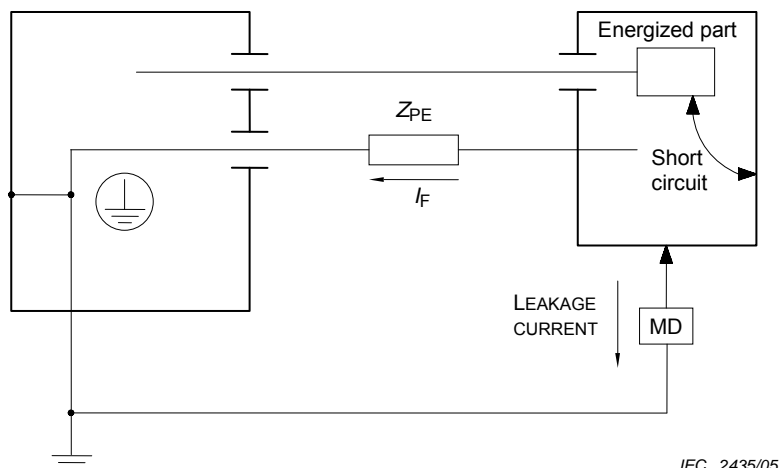 Energized part
ZPE
Short
circuit
IF
LEAKAGE
CURRENT
MD
IEC 2435/05